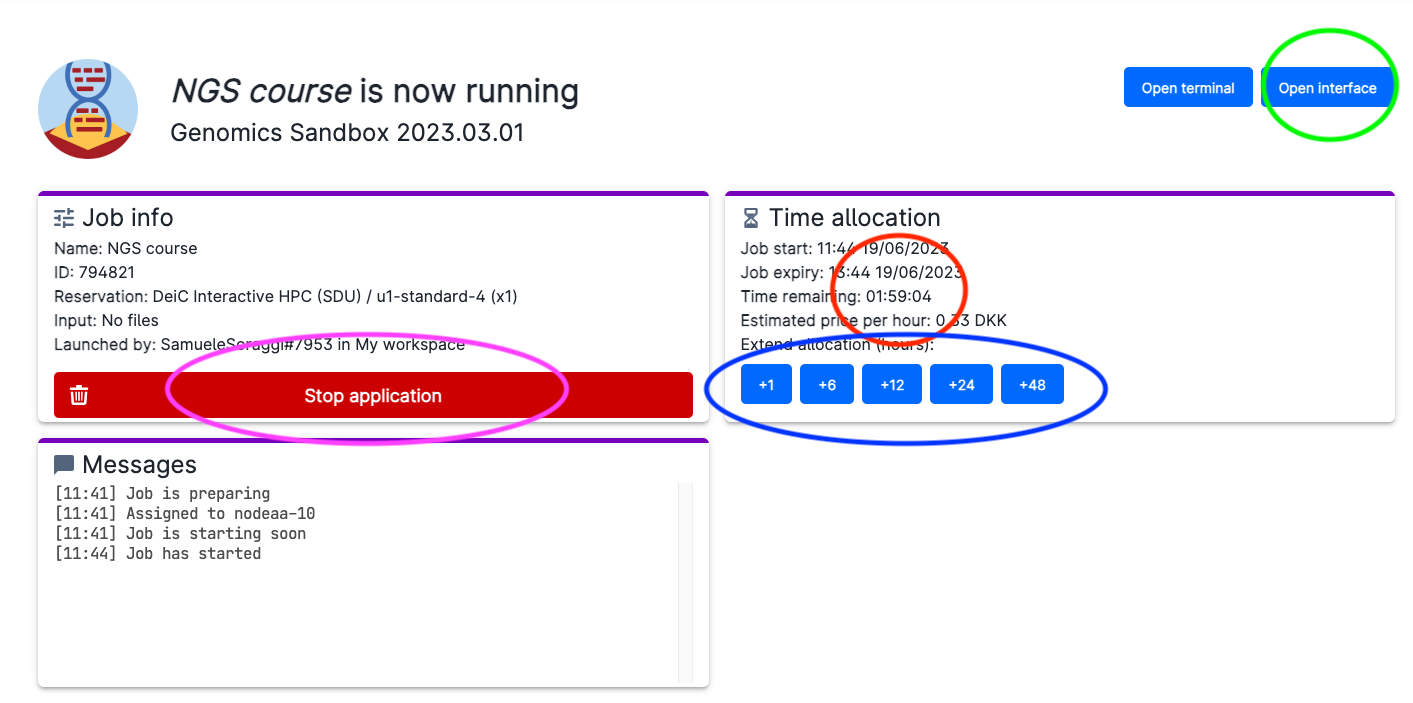 NGS course is now running
Genomics Sandbox 2023.03.01
Open terminal
Open interface
Job info
Name: NGS course
ID: 794821
Reservation: DeiC Interactive HPC (SDU) / u1-standard-4 (x1)
Input: No files
Launched by: SamueleSoraggi#7953 in My workspace
Stop application
Time allocation
Job start: 11:44 19/06/2023
Job expiry: 13:44 19/06/2023
Time remaining: 01:59:04
Estimated price per hour: 0.33 DKK
Extend allocation (hours):
+1 +6 +12 +24 +48
Messages
[11:41] Job is preparing
[11:41] Assigned to nodeaa-10
[11:41] Job is starting soon
[11:44] Job has started